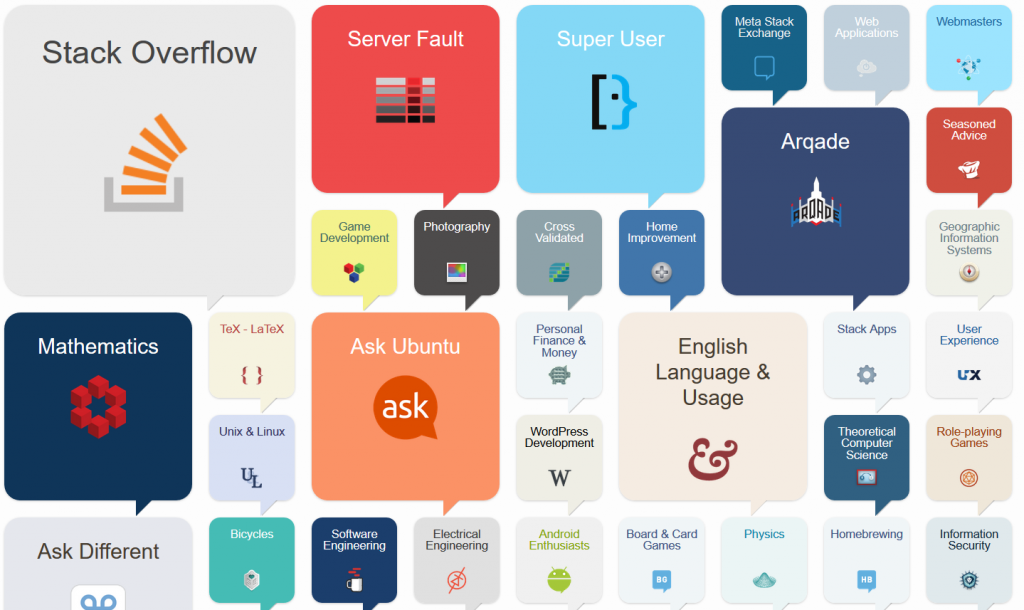 Stack Overflow
Server Fault
Super User
Meta Stack
Exchange
Web
Applications
Webmasters
Arqade
ARQADE
Seasoned
Advice
Game
Development
Photography
Cross
Validated
Home
Improvement
Geographic
Information
Systems
Mathematics
TeX - LaTeX
{ }
Ask Ubuntu
ask
Personal
Finance &
Money
English
Language &
Usage
&
Stack Apps
User
Experience
UX
Unix & Linux
UL
WordPress
Development
W
Theoretical
Computer
Science
Role-playing
Games
Ask Different
Bicycles
Software
Engineering
Electrical
Engineering
Android
Enthusiasts
Board & Card
Games
BG
Physics
Homebrewing
HB
Information
Security